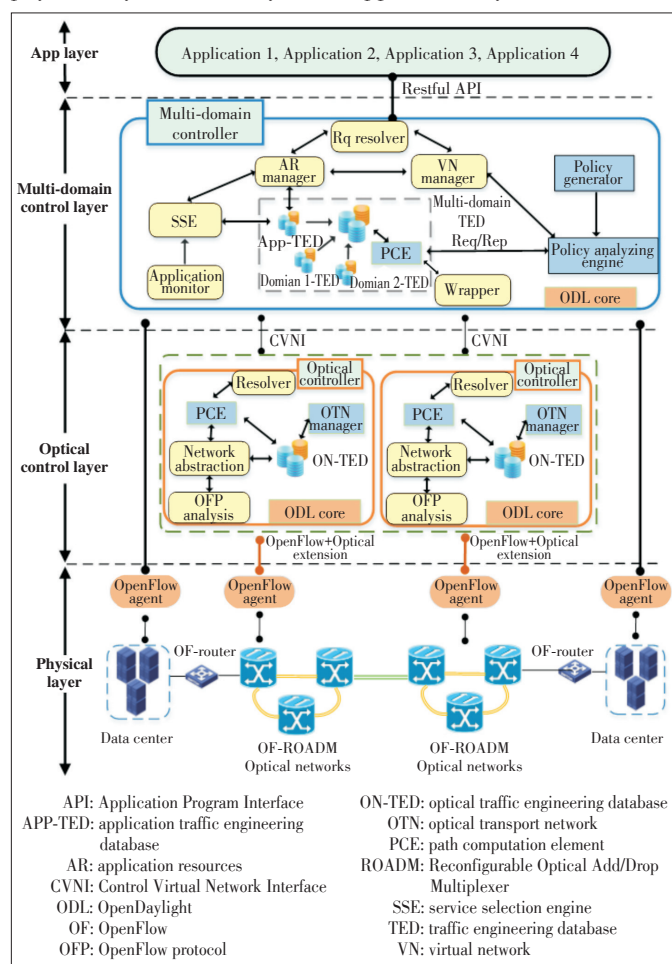 App layer
Application 1, Application 2, Application 3, Application 4
Restful API
Multi-domain control layer
Multi-domain
controller
Rq resolver
AR
manager
VN
manager
Policy
generator
SSE
Multi-domain
TED
App-TED
Req/Rep
PCE
Policy analyzing
engine
Domian 1-TED
Domian 2-TED
Application
monitor
Wrapper
ODL core
CVNI
CVNI
Optical
control layer
Optical
controller
Resolver
PCE
OTN
manager
Network
abstraction
ON-TED
OFP
analysis
ODL core
Optical
controller
Resolver
PCE
OTN
manager
Network
abstraction
ON-TED
OFP
analysis
ODL core
OpenFlow+Optical
extension
OpenFlow+Optical
extension
Physical
layer
OpenFlow
agent
OpenFlow
agent
OpenFlow
agent
OpenFlow
agent
OF-router
OF-router
Data center
OF-ROADM
Optical networks
OF-ROADM
Optical networks
Data center
API: Application Program Interface
APP-TED: application traffic engineering
database
AR: application resources
CVNI: Control Virtual Network Interface
ODL: OpenDaylight
OF: OpenFlow
OFP: OpenFlow protocol
ON-TED: optical traffic engineering database
OTN: optical transport network
PCE: path computation element
ROADM: Reconfigurable Optical Add/Drop
Multiplexer
SSE: service selection engine
TED: traffic engineering database
VN: virtual network